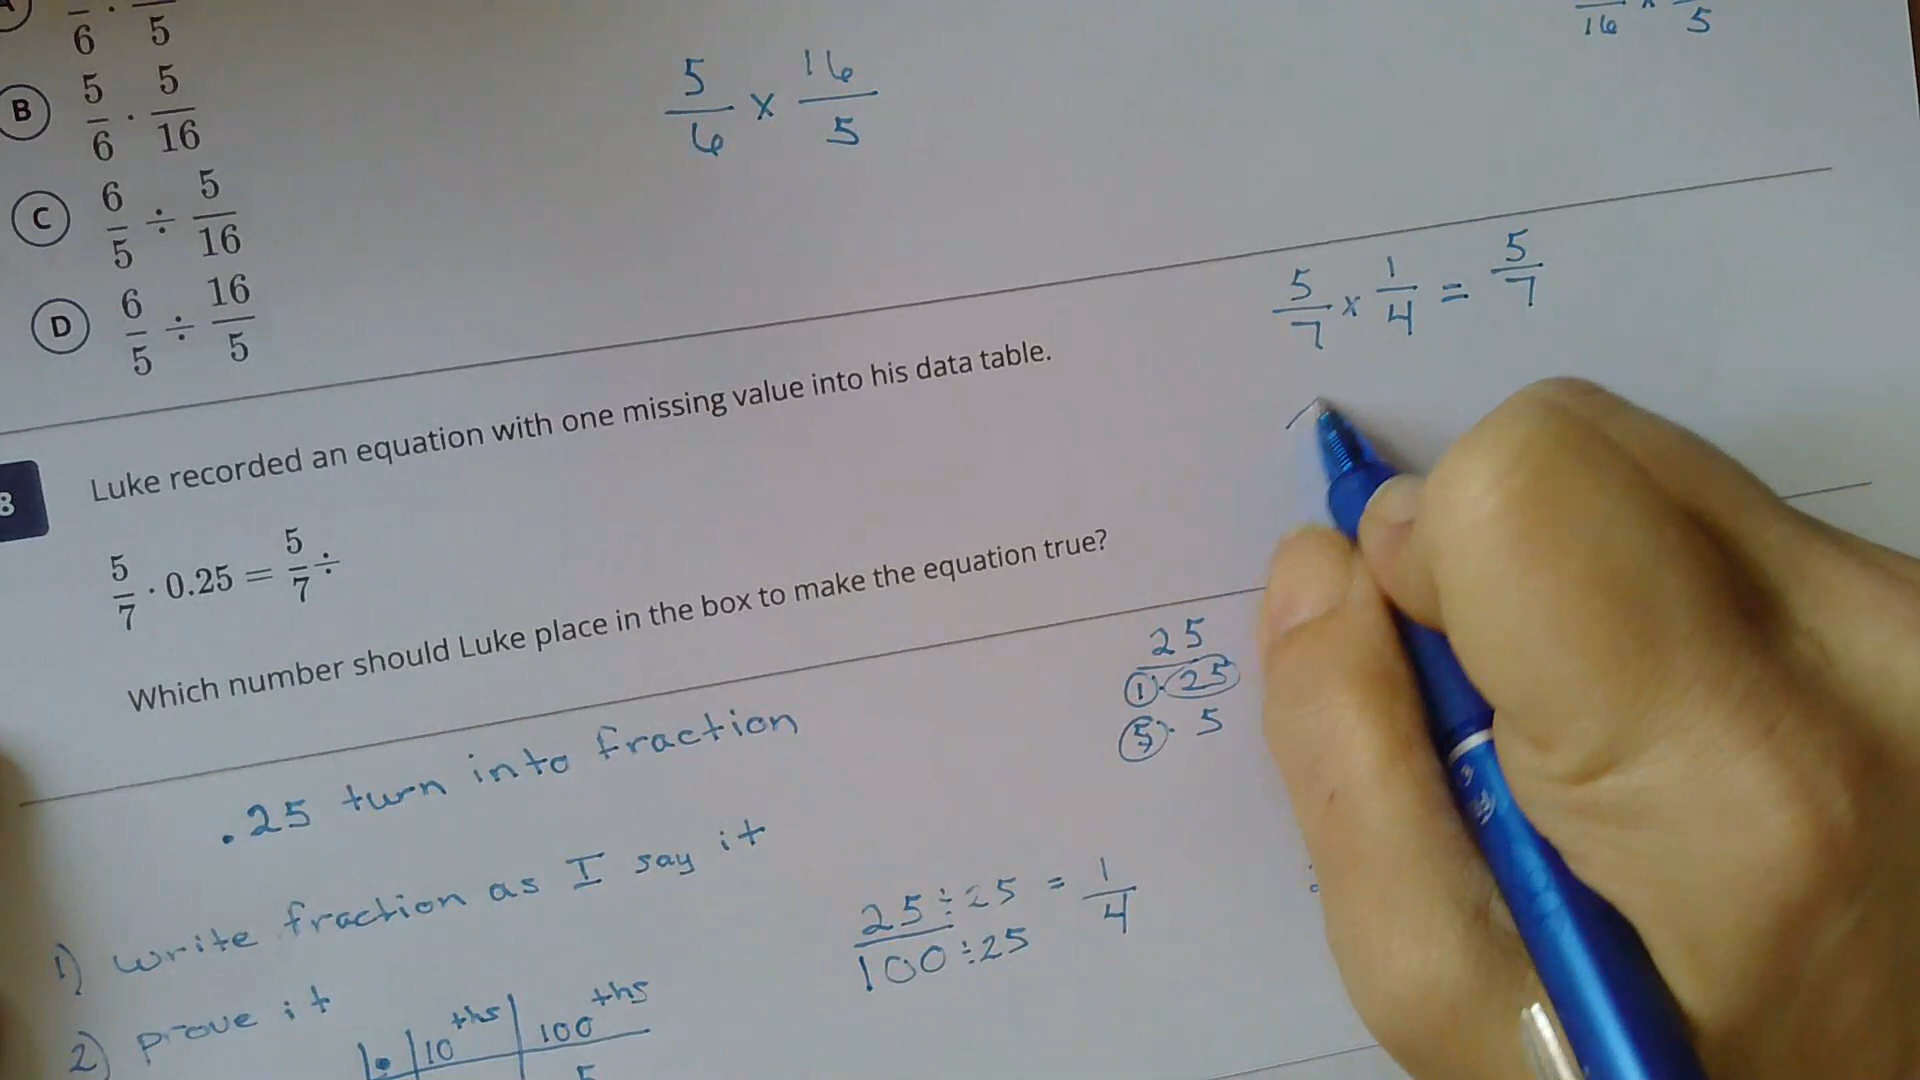 6 · 5
16 × 5
B 5/6 · 5/16
5/6 x 16/5
C 6/5 ÷ 5/16
D 6/5 ÷ 16/5
5/7 x 1/4 = 5/7
8 Luke recorded an equation with one missing value into his data table.
5/7 · 0.25 = 5/7 ÷
Which number should Luke place in the box to make the equation true?
25
1 · 25
5 · 5
.25 turn into fraction
1) write fraction as I say it
25 ÷ 25 / 100 ÷ 25 = 1/4
2) prove it
1 . | 10ths | 100ths
5